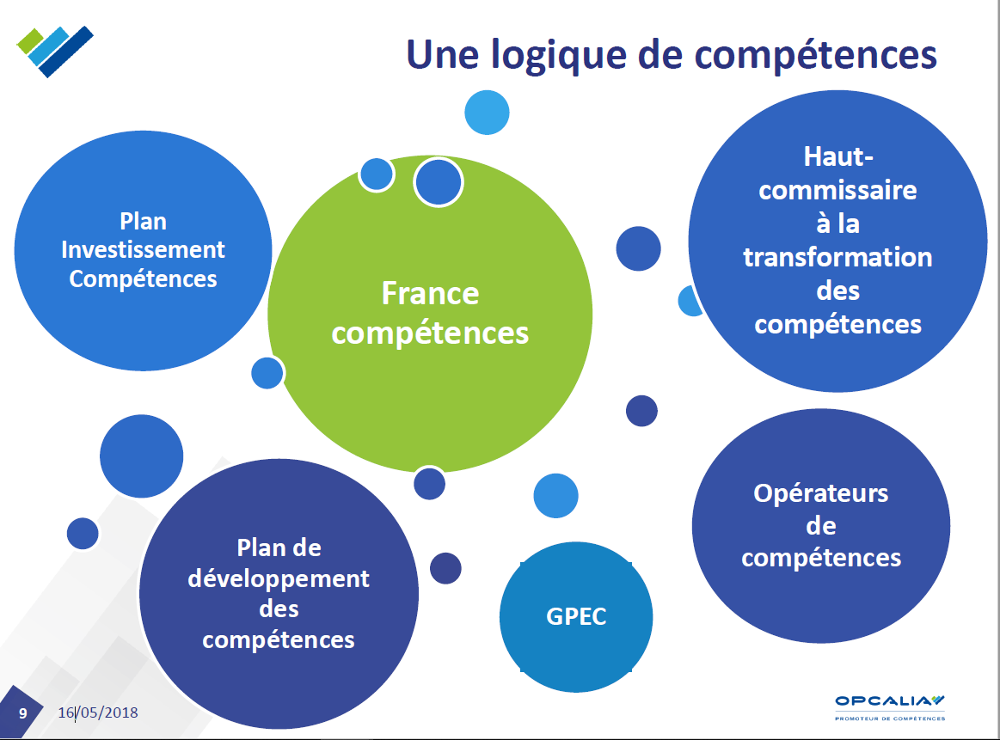 Une logique de compétences
Plan
Investissement
Compétences
France
compétences
Haut-
commissaire
à la
transformation
des
compétences
Plan de
développement
des
compétences
GPEC
Opérateurs
de
compétences
9
16/05/2018
OPCALIA
PROMOTEUR DE COMPÉTENCES